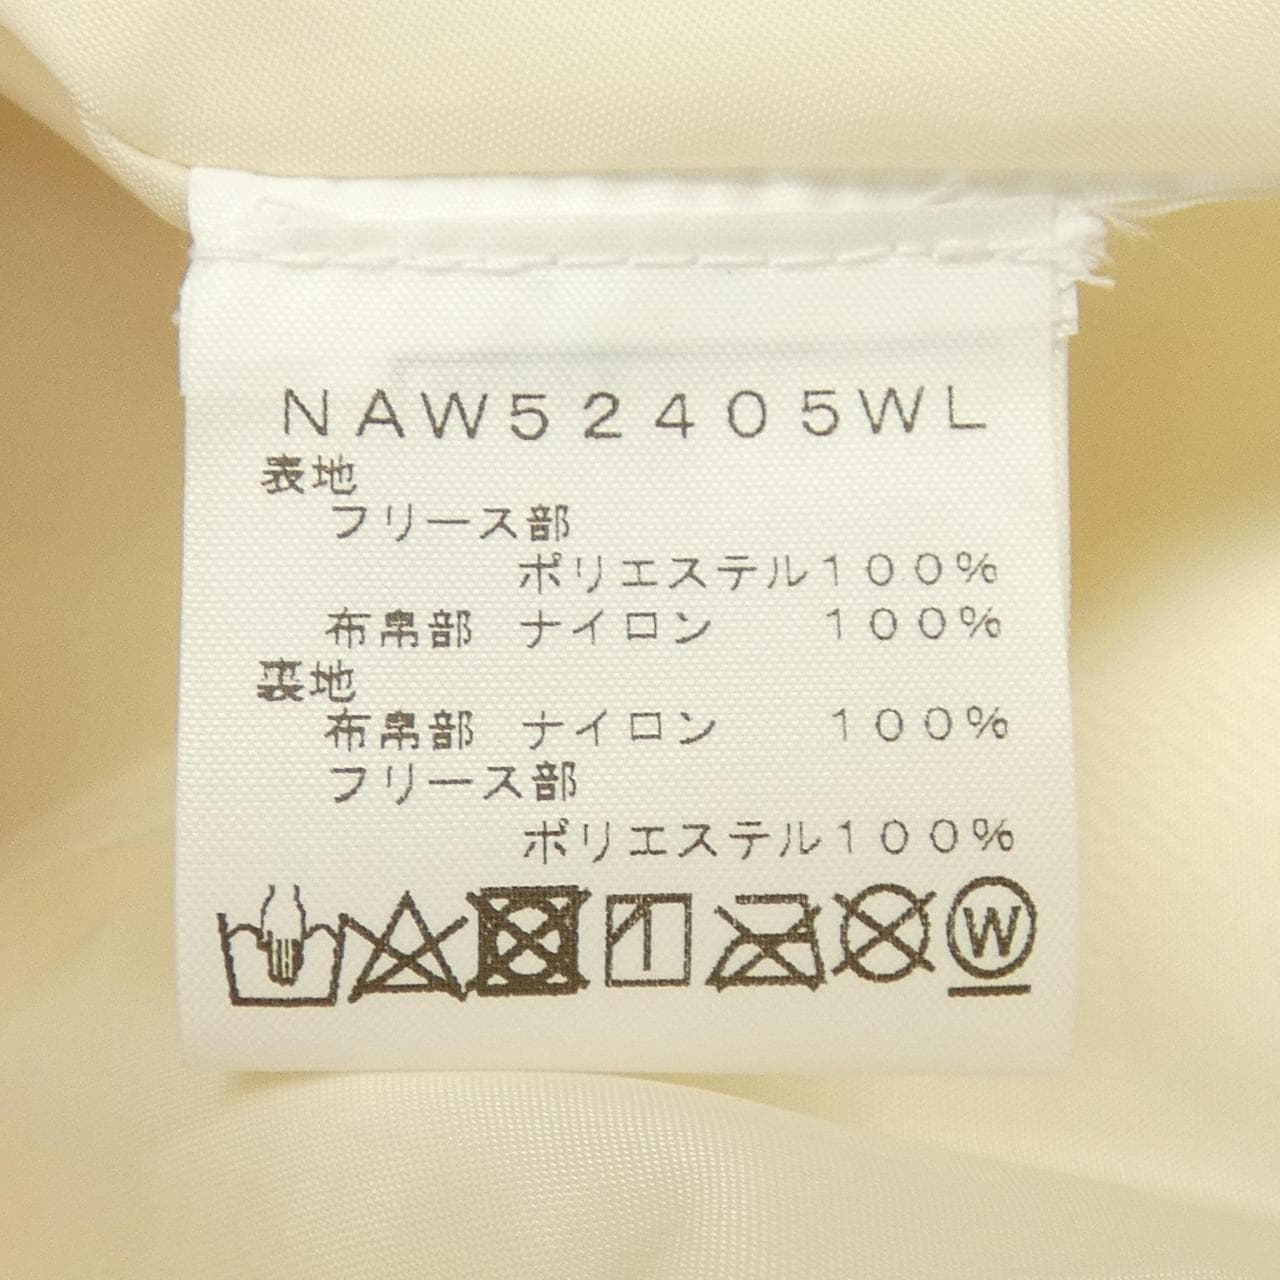 NAW52405WL
表地
フリース部
ポリエステル100%
布帛部 ナイロン 100%
裏地
布帛部 ナイロン 100%
フリース部
ポリエステル100%
W